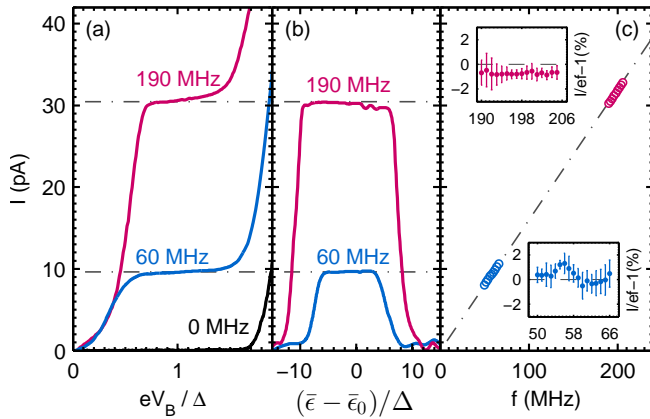 (a)
(b)
(c)
40
30
20
10
0
I (pA)
190 MHz
60 MHz
0 MHz
0
1
eV_B / Δ
190 MHz
60 MHz
−10
0
10
(ε̄ − ε̄₀)/Δ
2
0
−2
190
198
206
I/ef−1(%)
2
0
−2
50
58
66
I/ef−1(%)
0
100
200
f (MHz)